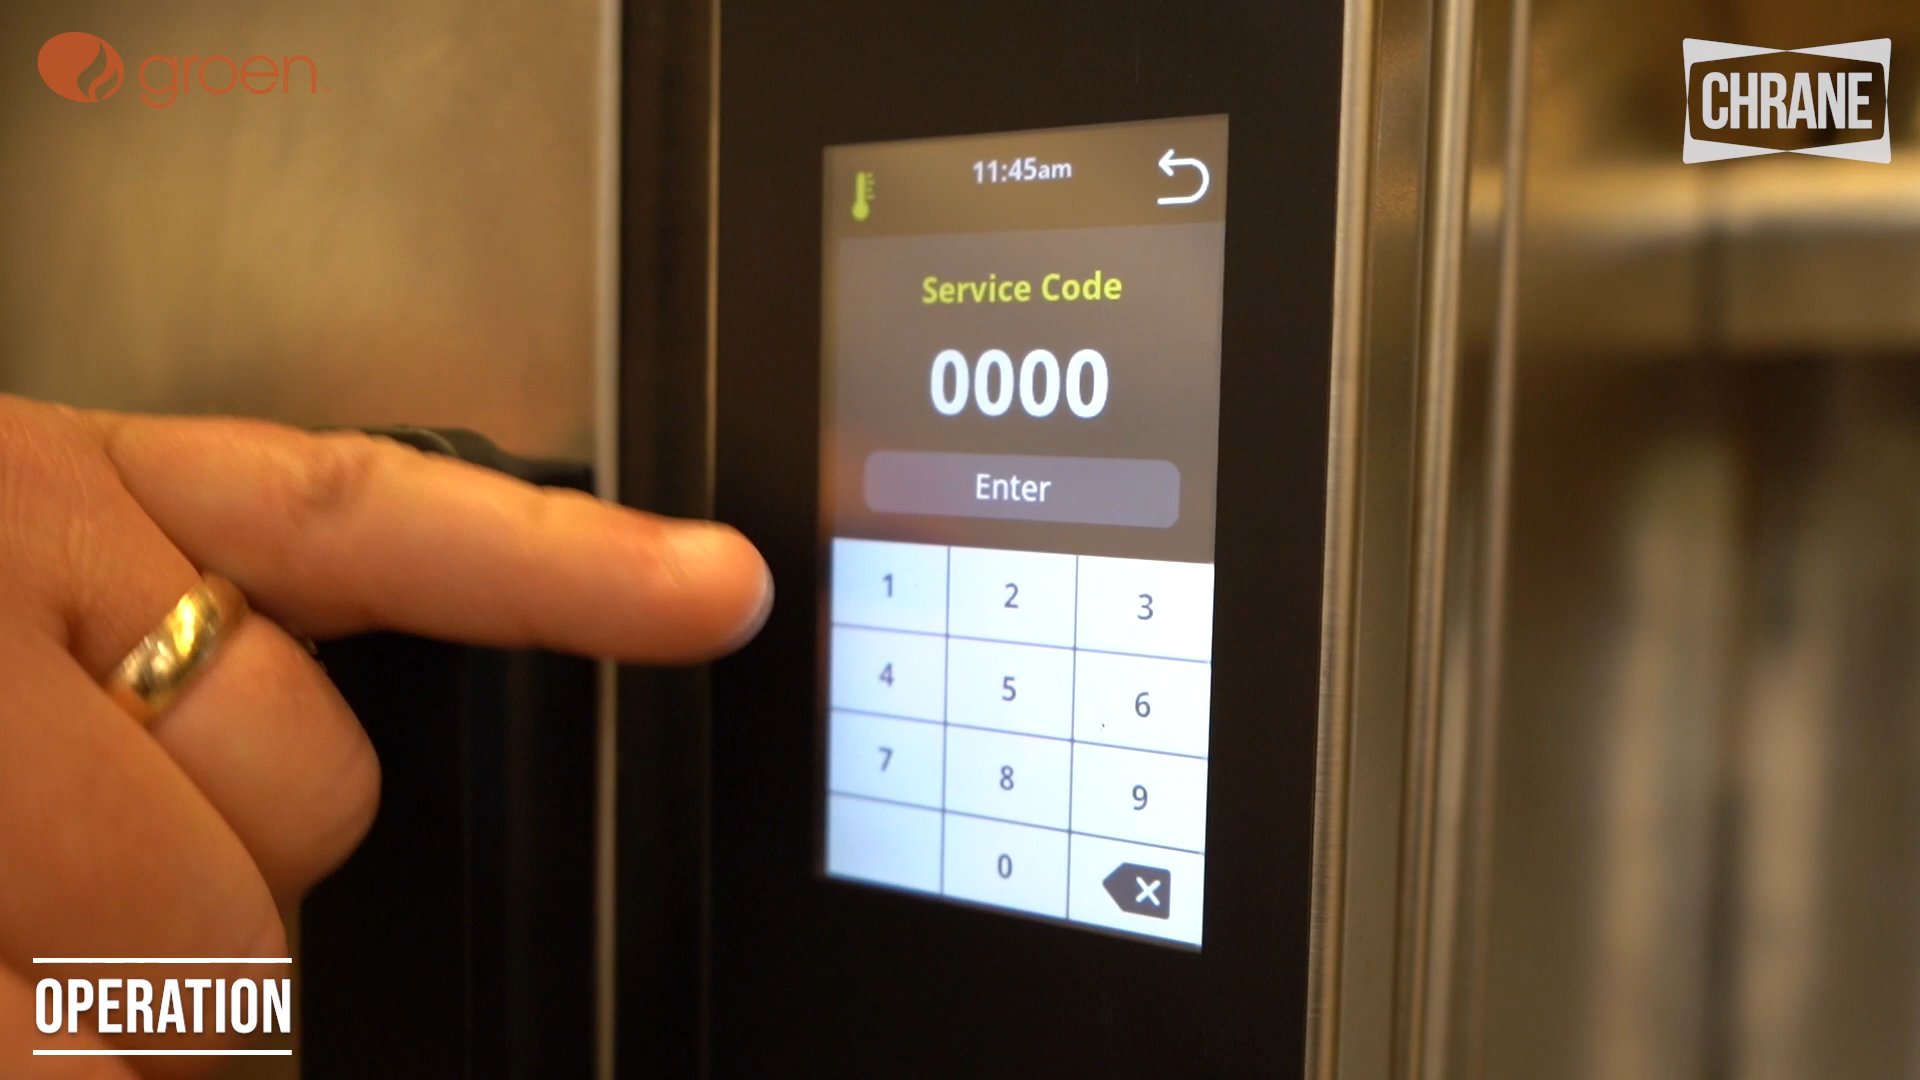 groen
CHRANE
11:45am
Service Code
0000
Enter
1 2 3
4 5 6
7 8 9
0
OPERATION